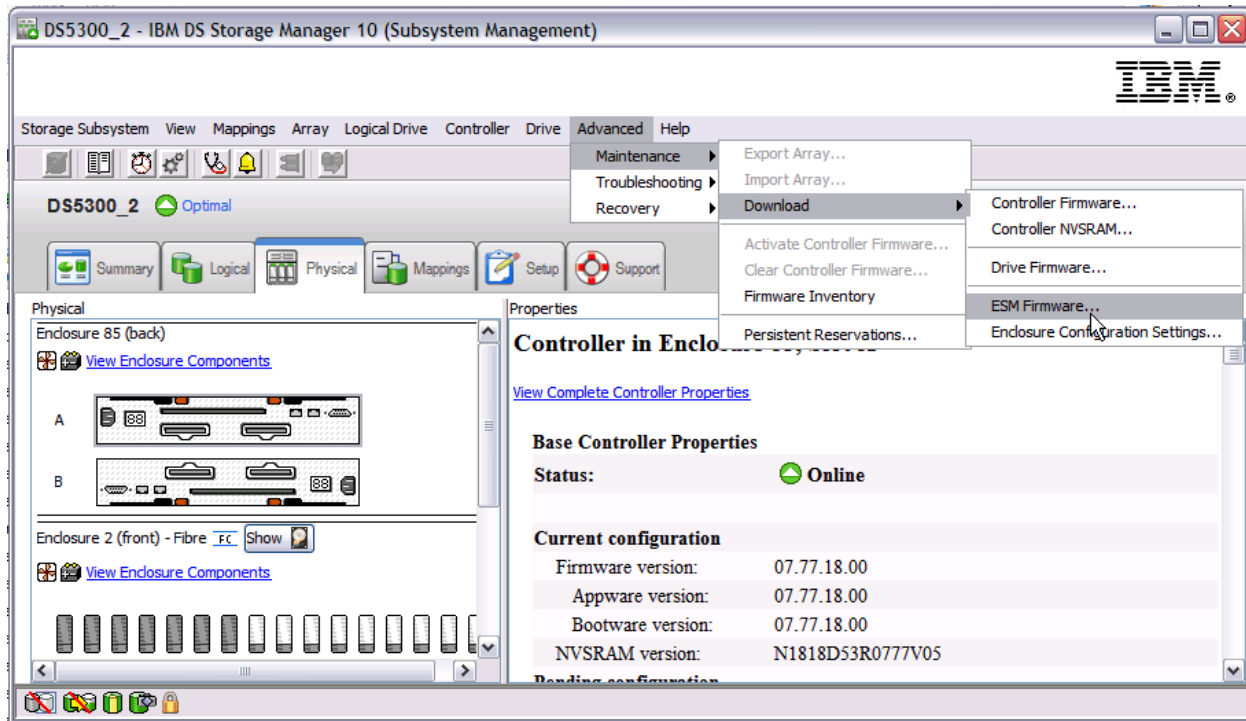 DS5300_2 - IBM DS Storage Manager 10 (Subsystem Management)
IBM®
Storage Subsystem View Mappings Array Logical Drive Controller Drive Advanced Help
Maintenance
Troubleshooting
Recovery
Export Array...
Import Array...
Download
Activate Controller Firmware...
Clear Controller Firmware...
Firmware Inventory
Persistent Reservations...
Controller Firmware...
Controller NVSRAM...
Drive Firmware...
ESM Firmware...
Enclosure Configuration Settings...
DS5300_2 Optimal
Summary Logical Physical Mappings Setup Support
Physical
Enclosure 85 (back)
View Enclosure Components
A
88
B
88
Enclosure 2 (front) - Fibre FC Show
View Enclosure Components
Properties
Controller in
View Complete Controller Properties
Base Controller Properties
Status: Online
Current configuration
Firmware version: 07.77.18.00
Appware version: 07.77.18.00
Bootware version: 07.77.18.00
NVSRAM version: N1818D53R0777V05
Pending configuration